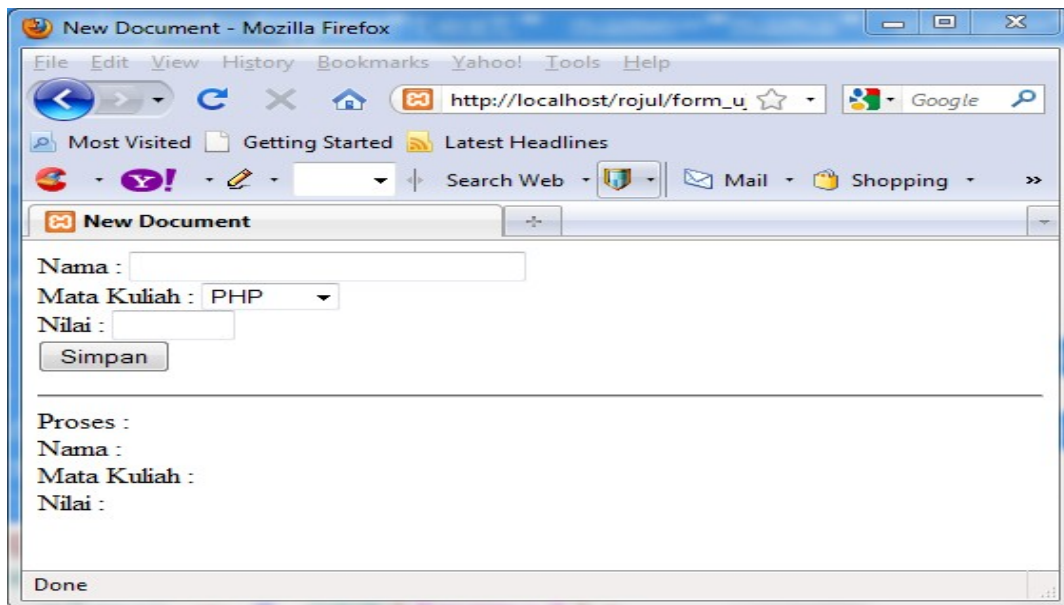 New Document - Mozilla Firefox
File Edit View History Bookmarks Yahoo! Tools Help
http://localhost/rojul/form_uj Google
Most Visited Getting Started Latest Headlines
Y! Search Web Mail Shopping »
New Document
Nama :
Mata Kuliah : PHP
Nilai :
Simpan
Proses :
Nama :
Mata Kuliah :
Nilai :
Done